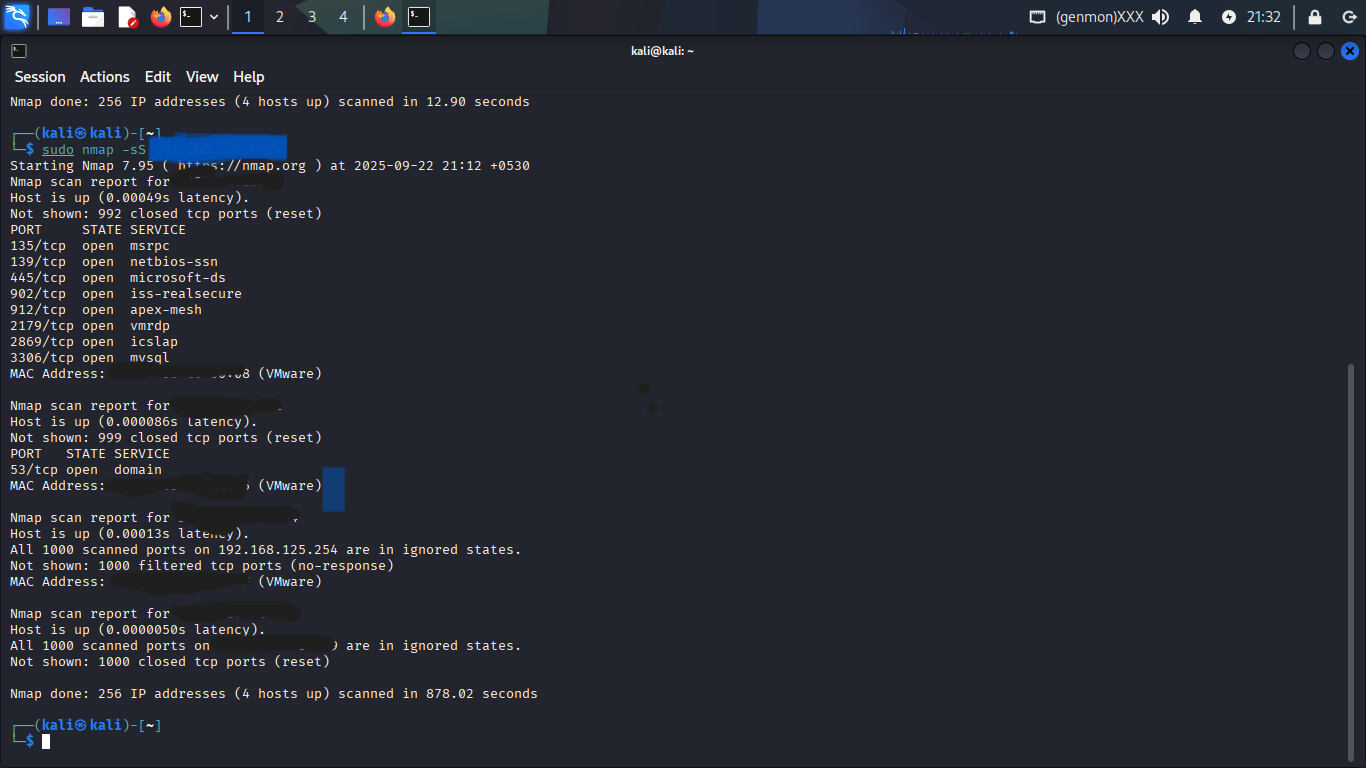 1 2 3 4 (genmon)XXX 21:32
kali@kali: ~
Session Actions Edit View Help
Nmap done: 256 IP addresses (4 hosts up) scanned in 12.90 seconds
┌──(kali㉿kali)-[~]
└─$ sudo nmap -sS
Starting Nmap 7.95 ( https://nmap.org ) at 2025-09-22 21:12 +0530
Nmap scan report for
Host is up (0.00049s latency).
Not shown: 992 closed tcp ports (reset)
PORT STATE SERVICE
135/tcp open msrpc
139/tcp open netbios-ssn
445/tcp open microsoft-ds
902/tcp open iss-realsecure
912/tcp open apex-mesh
2179/tcp open vmrdp
2869/tcp open icslap
3306/tcp open mysql
MAC Address: (VMware)
Nmap scan report for
Host is up (0.000086s latency).
Not shown: 999 closed tcp ports (reset)
PORT STATE SERVICE
53/tcp open domain
MAC Address: (VMware)
Nmap scan report for
Host is up (0.00013s latency).
All 1000 scanned ports on 192.168.125.254 are in ignored states.
Not shown: 1000 filtered tcp ports (no-response)
MAC Address: (VMware)
Nmap scan report for
Host is up (0.0000050s latency).
All 1000 scanned ports on are in ignored states.
Not shown: 1000 closed tcp ports (reset)
Nmap done: 256 IP addresses (4 hosts up) scanned in 878.02 seconds
┌──(kali㉿kali)-[~]
└─$